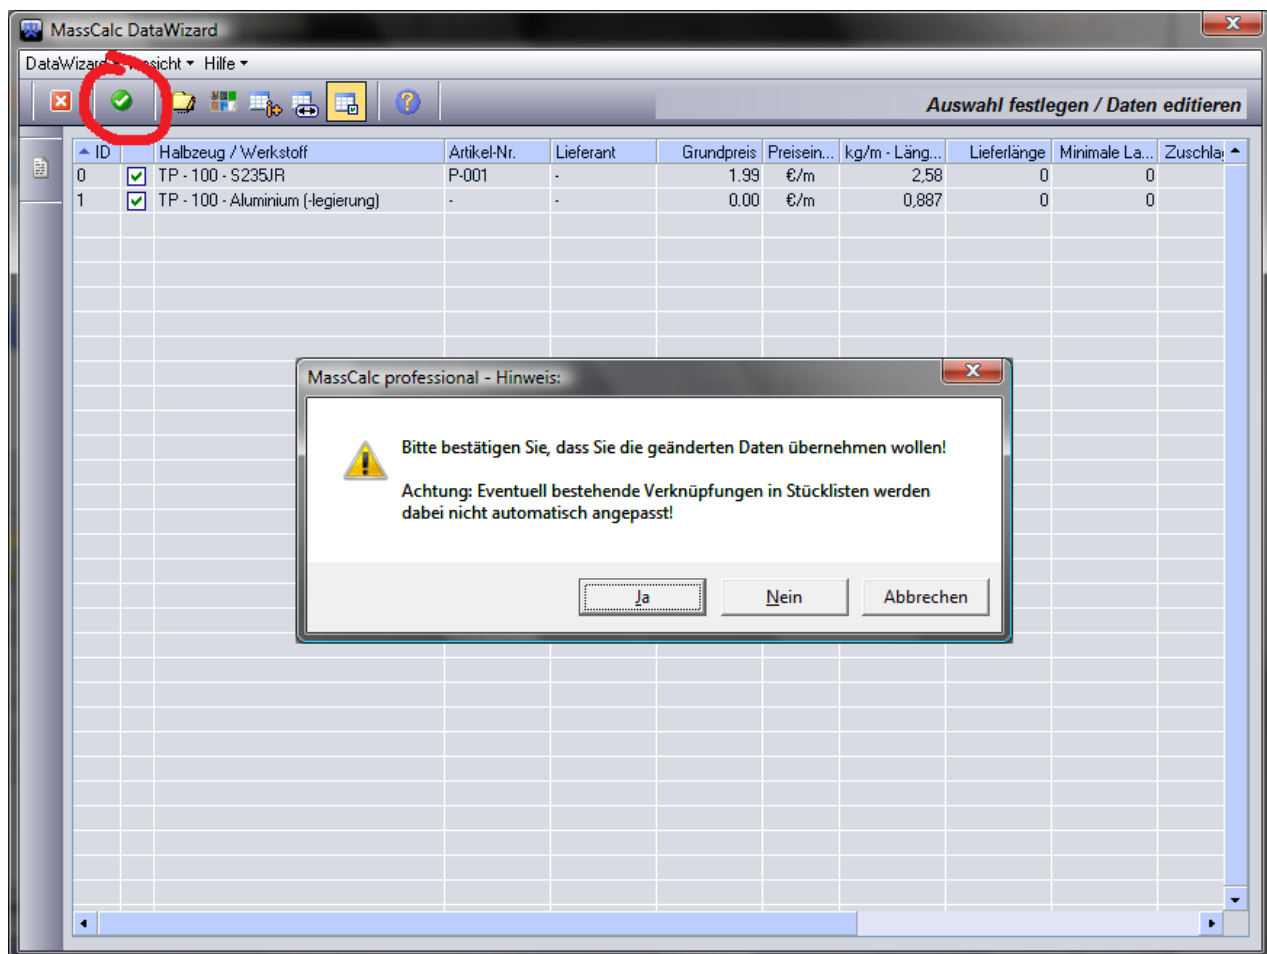 MassCalc DataWizard
DataWizard Ansicht Hilfe
Auswahl festlegen / Daten editieren
ID Halbzeug / Werkstoff Artikel-Nr. Lieferant Grundpreis Preisein... kg/m - Läng... Lieferlänge Minimale La... Zuschla
0 TP - 100 - S235JR P-001 - 1.99 €/m 2,58 0 0
1 TP - 100 - Aluminium (-legierung) - - 0.00 €/m 0,887 0 0
MassCalc professional - Hinweis:
Bitte bestätigen Sie, dass Sie die geänderten Daten übernehmen wollen!
Achtung: Eventuell bestehende Verknüpfungen in Stücklisten werden
dabei nicht automatisch angepasst!
Ja Nein Abbrechen